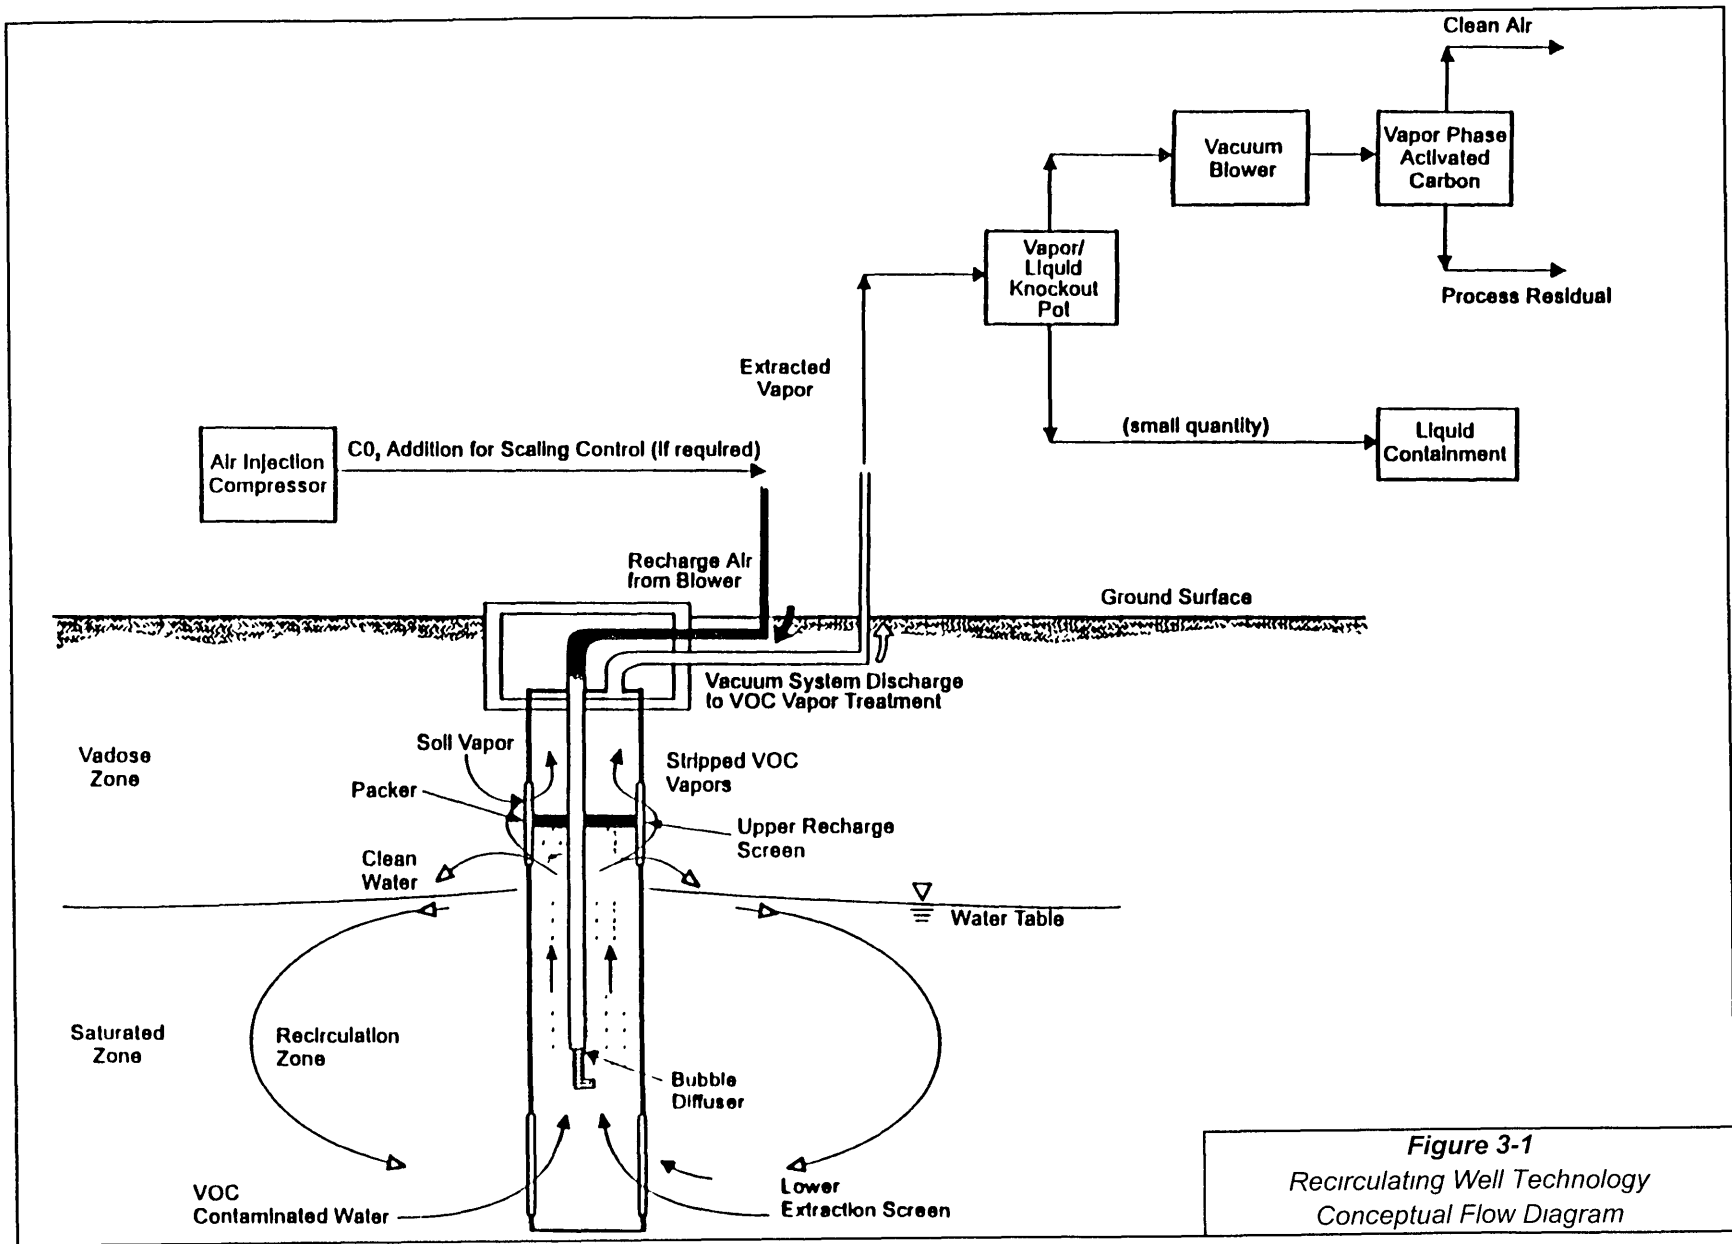 Clean Air
Vacuum
Blower
Vapor Phase
Activated
Carbon
Vapor/
Liquid
Knockout
Pot
Process Residual
Extracted
Vapor
(small quantity)
Liquid
Containment
Air Injection
Compressor
C0, Addition for Scaling Control (if required)
Recharge Air
from Blower
Ground Surface
Vacuum System Discharge
to VOC Vapor Treatment
Vadose
Zone
Soil Vapor
Packer
Stripped VOC
Vapors
Upper Recharge
Screen
Clean
Water
Water Table
Saturated
Zone
Recirculation
Zone
Bubble
Diffuser
VOC
Contaminated Water
Lower
Extraction Screen
Figure 3-1
Recirculating Well Technology
Conceptual Flow Diagram